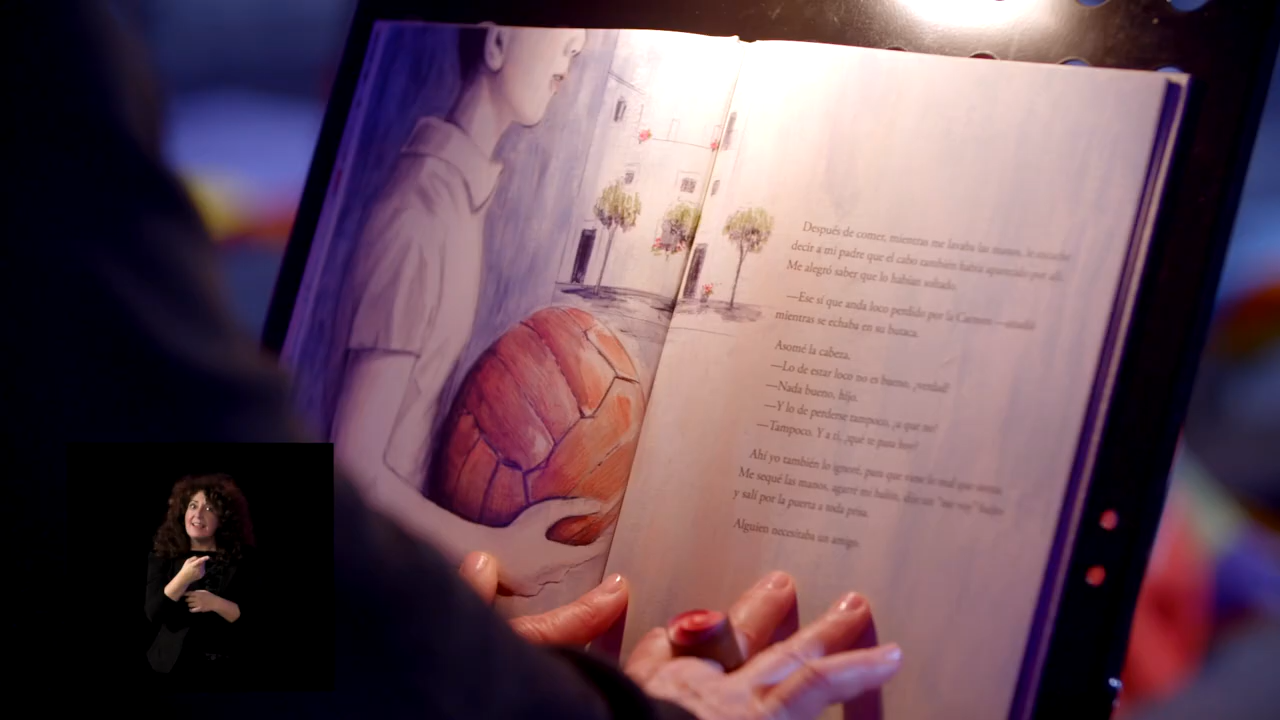 Después de comer, mientras me lavaba las manos, le escuché
decir a mi padre que el cabo también había apareciado por allí.
Me alegró saber que lo habían soltado.
—Ese sí que anda loco perdido por la Carmen —añadió
mientras se echaba en su butaca.
Asomé la cabeza.
—Lo de estar loco no es bueno, ¿verdad?
—Nada bueno, hijo.
—Y lo de perderse tampoco, ¿a que no?
—Tampoco. Y a ti, ¿qué te pasa hoy?
Ahí yo también lo ignoré, para que viese lo mal que
Me sequé las manos, agarré mi balón, dije un "me voy"
y salí por la puerta a toda prisa.
Alguien necesitaba un amigo.